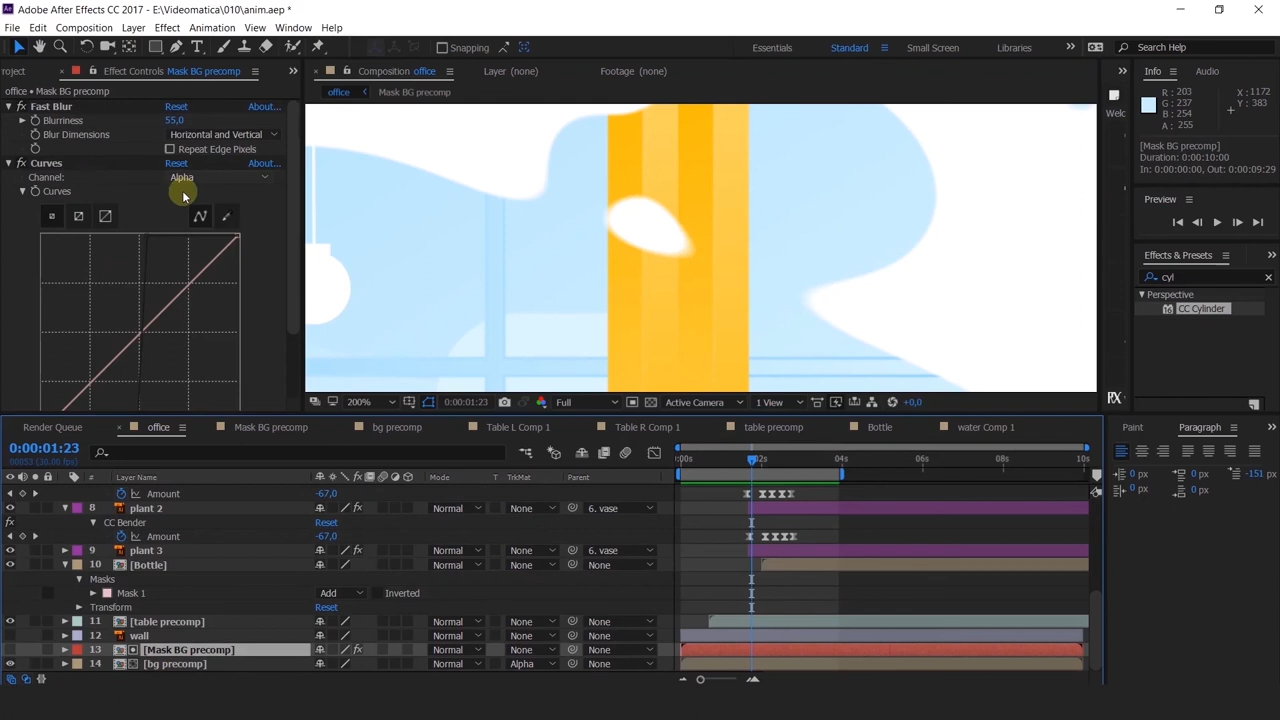 Adobe After Effects CC 2017 - E:\Videomatica\010\anim.aep *
File Edit Composition Layer Effect Animation View Window Help
Snapping Essentials Standard Small Screen Libraries Search Help
roject Effect Controls Mask BG precomp Composition office Layer (none) Footage (none) Info Audio
office • Mask BG precomp office Mask BG precomp
Fast Blur Reset About...
Blurriness 55,0
Blur Dimensions Horizontal and Vertical
Repeat Edge Pixels
Curves Reset About...
Channel: Alpha
Curves
Welc
R : 203
G : 237
B : 254
A : 255
X : 1172
Y : 383
[Mask BG precomp]
Duration: 0:00:10:00
In: 0:00:00:00, Out: 0:00:09:29
Preview
Effects & Presets
cyl
Perspective
CC Cylinder
200% 0:00:01:23 Full Active Camera 1 View +0,0
Render Queue office Mask BG precomp bg precomp Table L Comp 1 Table R Comp 1 table precomp Bottle water Comp 1 Paint Paragraph
0:00:01:23
00053 (30.00 fps)
# Layer Name Mode T TrkMat Parent :00s 02s 04s 06s 08s 10s
Amount -67,0
8 plant 2 Normal None 6. vase
CC Bender Reset
Amount -67,0
9 plant 3 Normal None 6. vase
10 [Bottle] Normal None None
Masks
Mask 1 Add Inverted
Transform Reset
11 [table precomp] Normal None None
12 wall Normal None None
13 [Mask BG precomp] Normal None None
14 [bg precomp] Normal Alpha None
0 px 0 px -151 px
0 px 0 px